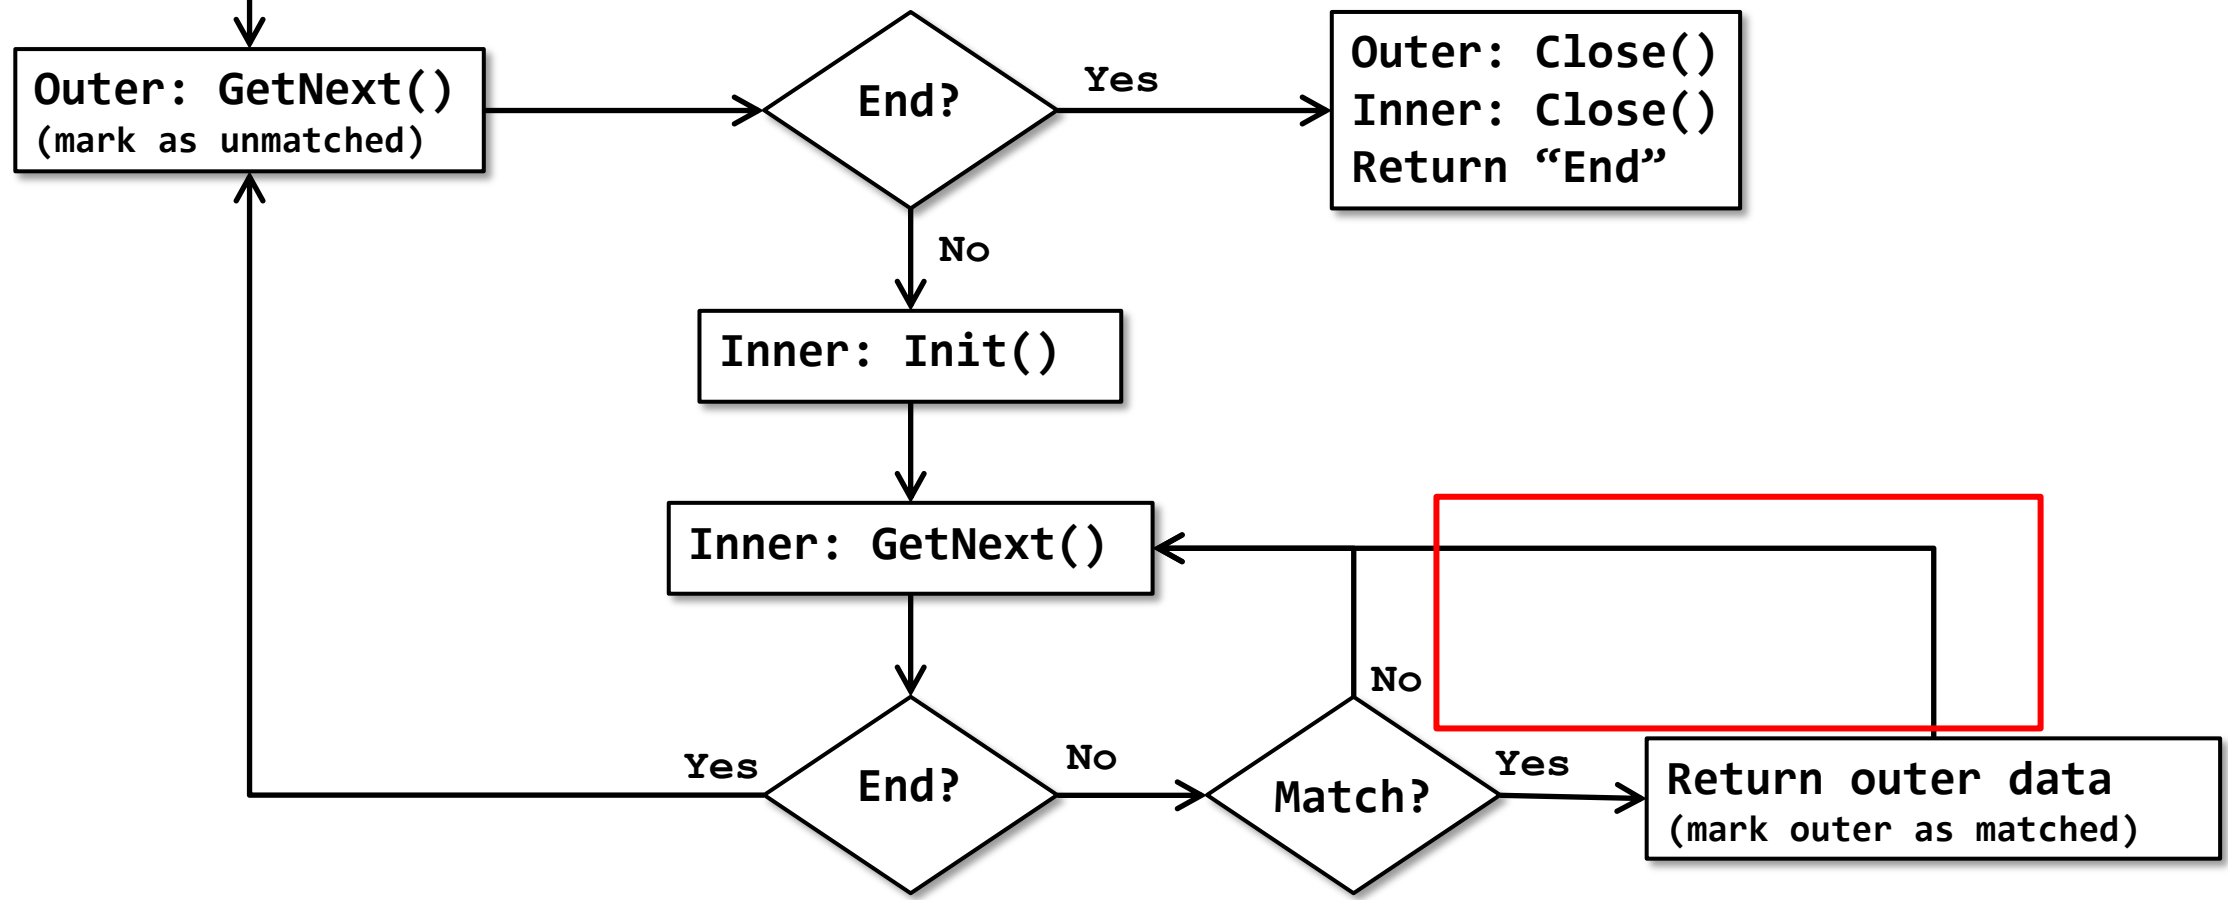 Outer: GetNext()
(mark as unmatched)
End?
Yes
Outer: Close()
Inner: Close()
Return “End”
No
Inner: Init()
Inner: GetNext()
No
Yes
End?
No
Match?
Yes
Return outer data
(mark outer as matched)